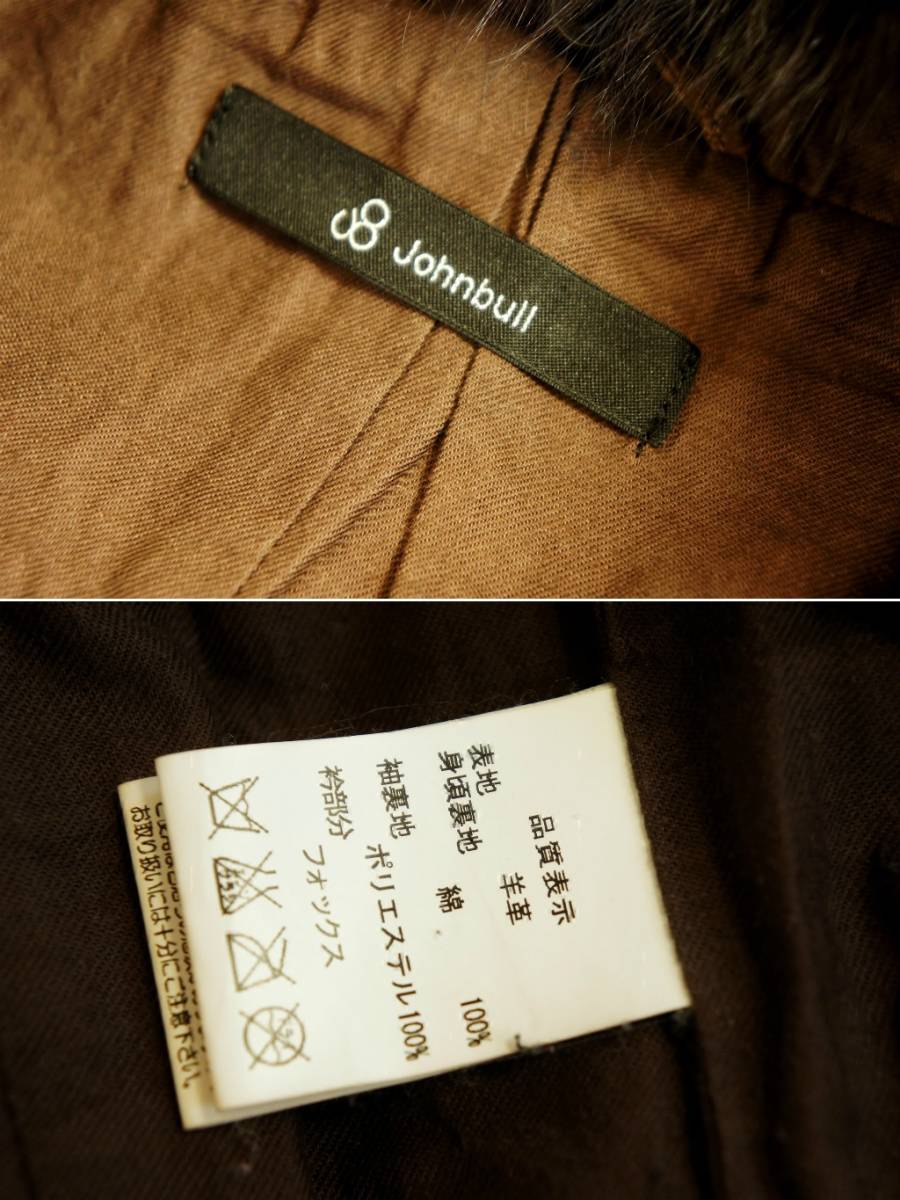 Johnbull
品質表示
表地 羊革
身頃裏地 綿 100%
袖裏地 ポリエステル100%
衿部分 フォックス
お取り扱いには十分にご注意下さい。